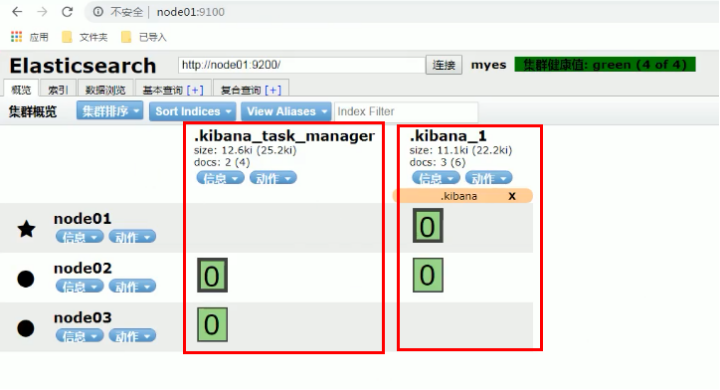 不安全 | node01:9100
应用 文件夹 已导入
Elasticsearch http://node01:9200/ 连接 myes 集群健康值: green (4 of 4)
概览 索引 数据浏览 基本查询 [+] 复合查询 [+]
集群概览 集群排序 Sort Indices View Aliases Index Filter
.kibana_task_manager .kibana_1
size: 12.6ki (25.2ki) size: 11.1ki (22.2ki)
docs: 2 (4) docs: 3 (6)
信息 动作 信息 动作
.kibana X
node01 0
信息 动作
node02 0 0
信息 动作
node03 0
信息 动作